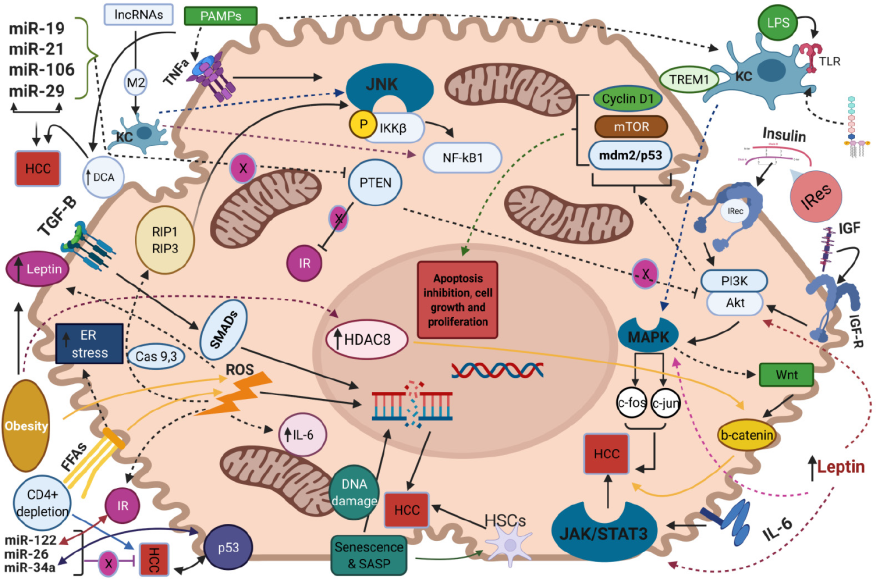 miR-19
miR-21
miR-106
miR-29
lncRNAs
PAMPs
M2
KC
HCC
↑DCA
TNFa
JNK
P
IKKβ
NF-kB1
X
PTEN
X
IR
Cyclin D1
mTOR
mdm2/p53
LPS
TLR
TREM1
KC
Insulin
IRes
IRec
IGF
IGF-R
X
PI3K
Akt
TGF-B
↑Leptin
RIP1
RIP3
SMADs
↑ER
stress
Cas 9,3
ROS
↑HDAC8
Apoptosis
inhibition, cell
growth and
proliferation
MAPK
c-fos
c-jun
Wnt
b-catenin
HCC
↑Leptin
Obesity
FFAs
↑IL-6
CD4+
depletion
IR
DNA
damage
HCC
HSCs
JAK/STAT3
IL-6
miR-122
miR-26
miR-34a
X
HCC
p53
Senescence
& SASP